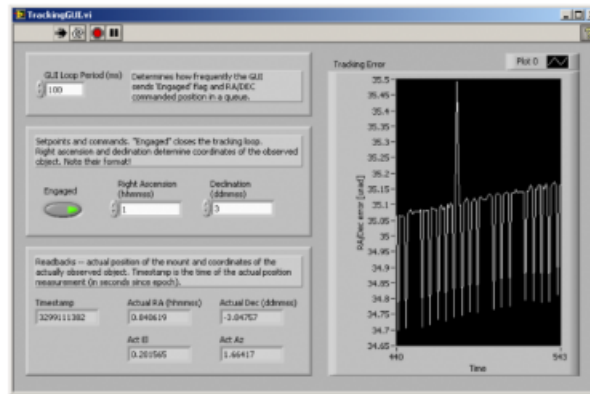 TrackingGUI.vi
GUI Loop Period (ms)
100
Determines how frequently the GUI
sends 'Engaged' flag and RA/DEC
commanded position in a queue.
Setpoints and commands. "Engaged" closes the tracking loop.
Right ascension and declination determine coordinates of the observed
object. Note their format!
Engaged
Right Ascension
(hhmmss)
1
Declination
(ddmmss)
3
Readbacks -- actual position of the mount and coordinates of the
actually observed object. Timestamp is the time of the actual position
measurement (in seconds since epoch).
Timestamp
3299111382
Actual RA (hhmmss)
0.840619
Actual Dec (ddmmss)
-3.84757
Act El
0.201565
Act Az
1.66417
Tracking Error
Plot 0
RA/Dec error [urad]
35.5
35.45
35.4
35.35
35.3
35.25
35.2
35.15
35.1
35.05
35
34.95
34.9
34.85
34.8
34.75
34.7
34.65
440
543
Time